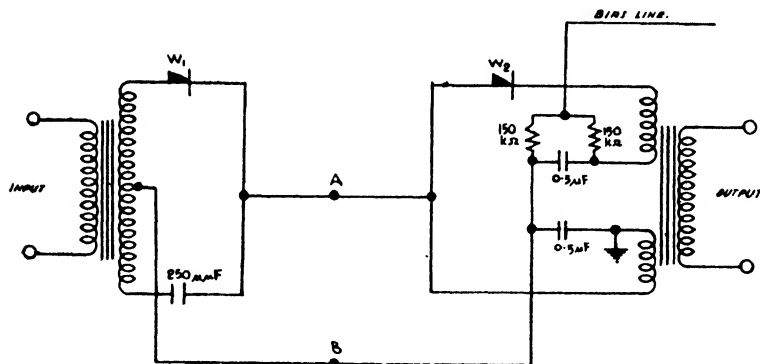 BIAS LINE.
W1
W2
150
kΩ
150
kΩ
0·5μF
INPUT
A
OUTPUT
0·5μF
250μμF
B